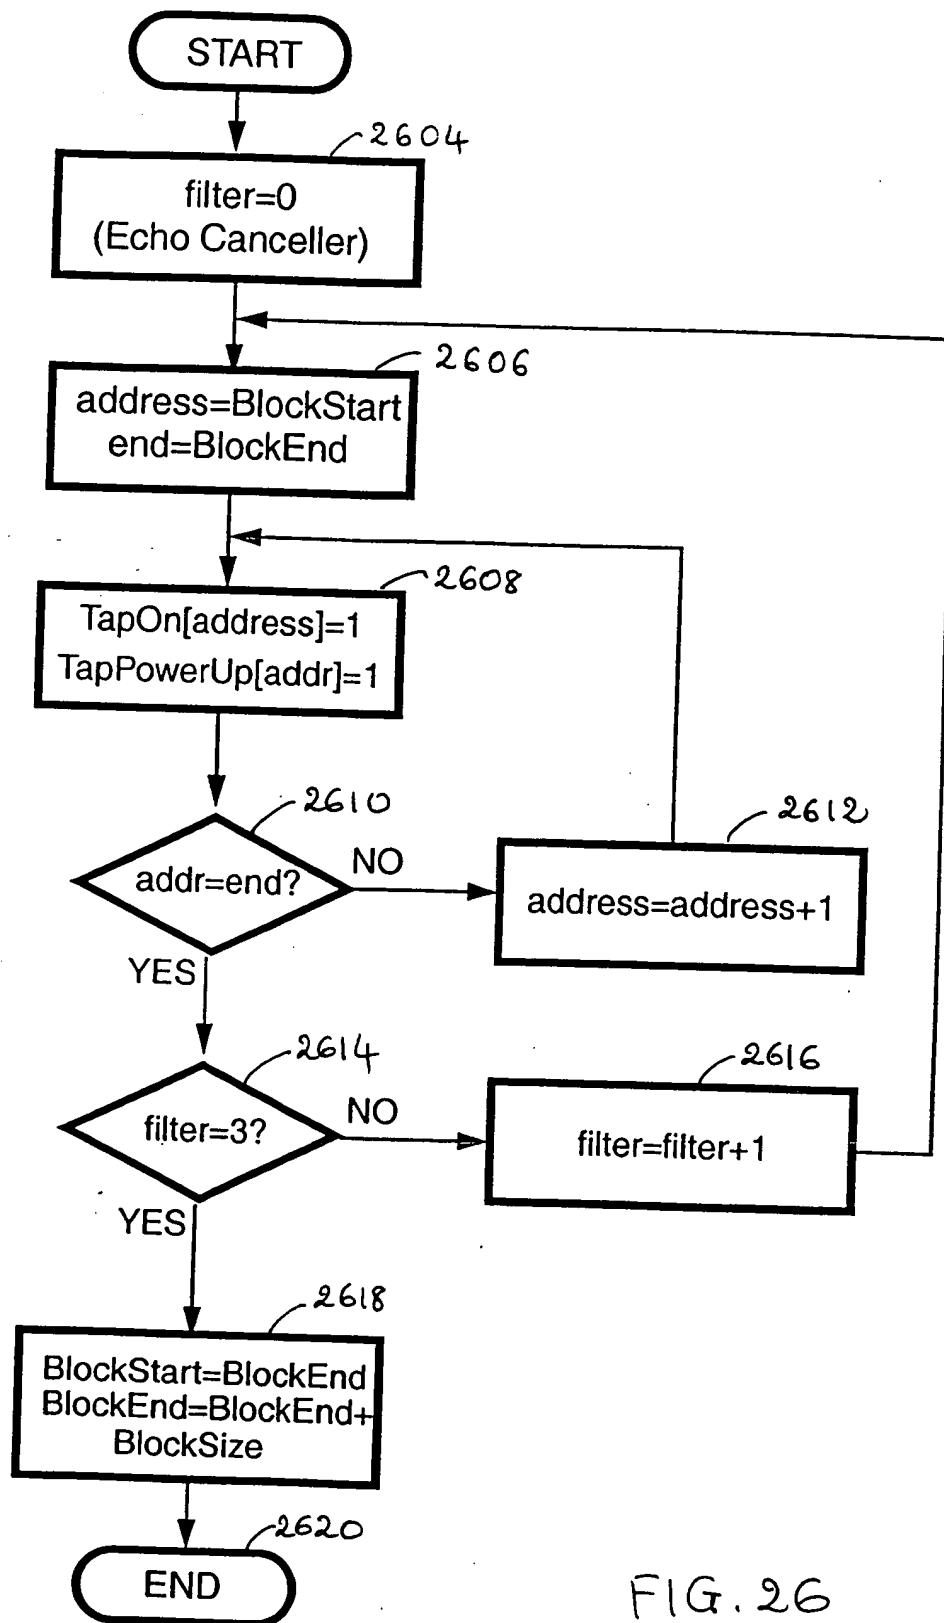 START
2604
filter=0
(Echo Canceller)
2606
address=BlockStart
end=BlockEnd
2608
TapOn[address]=1
TapPowerUp[addr]=1
2610
addr=end?
NO
2612
address=address+1
YES
2614
filter=3?
NO
2616
filter=filter+1
YES
2618
BlockStart=BlockEnd
BlockEnd=BlockEnd+
BlockSize
2620
END
FIG. 26